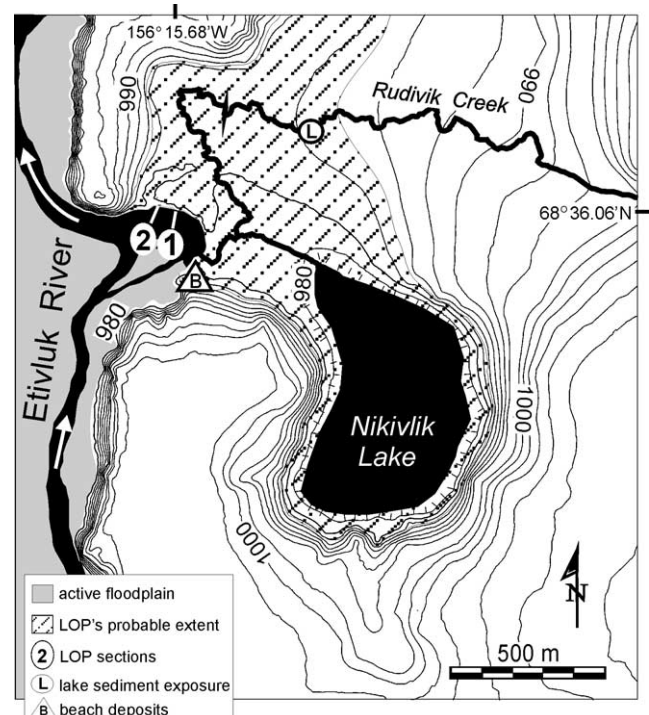 156° 15.68'W
990
990
Rudivik Creek
L
68° 36.06'N
2 1
B
980
980
Etivluk River
Nikivlik
Lake
1000
1000
N
500 m
active floodplain
LOP's probable extent
2 LOP sections
L lake sediment exposure
B beach deposits